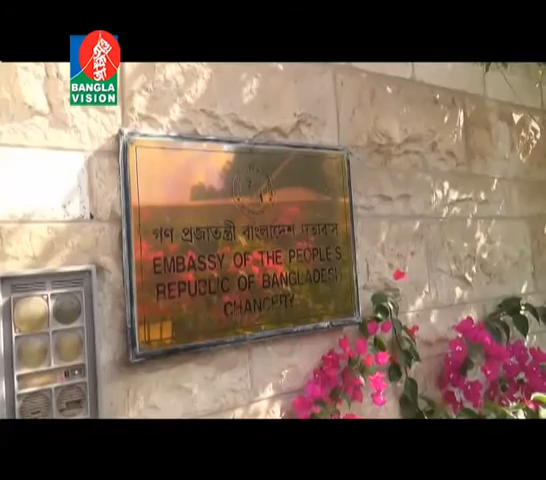 BANGLA
VISION
গণ প্রজাতন্ত্রী বাংলাদেশ দূতাবাস
EMBASSY OF THE PEOPLE'S
REPUBLIC OF BANGLADESH
CHANCERY